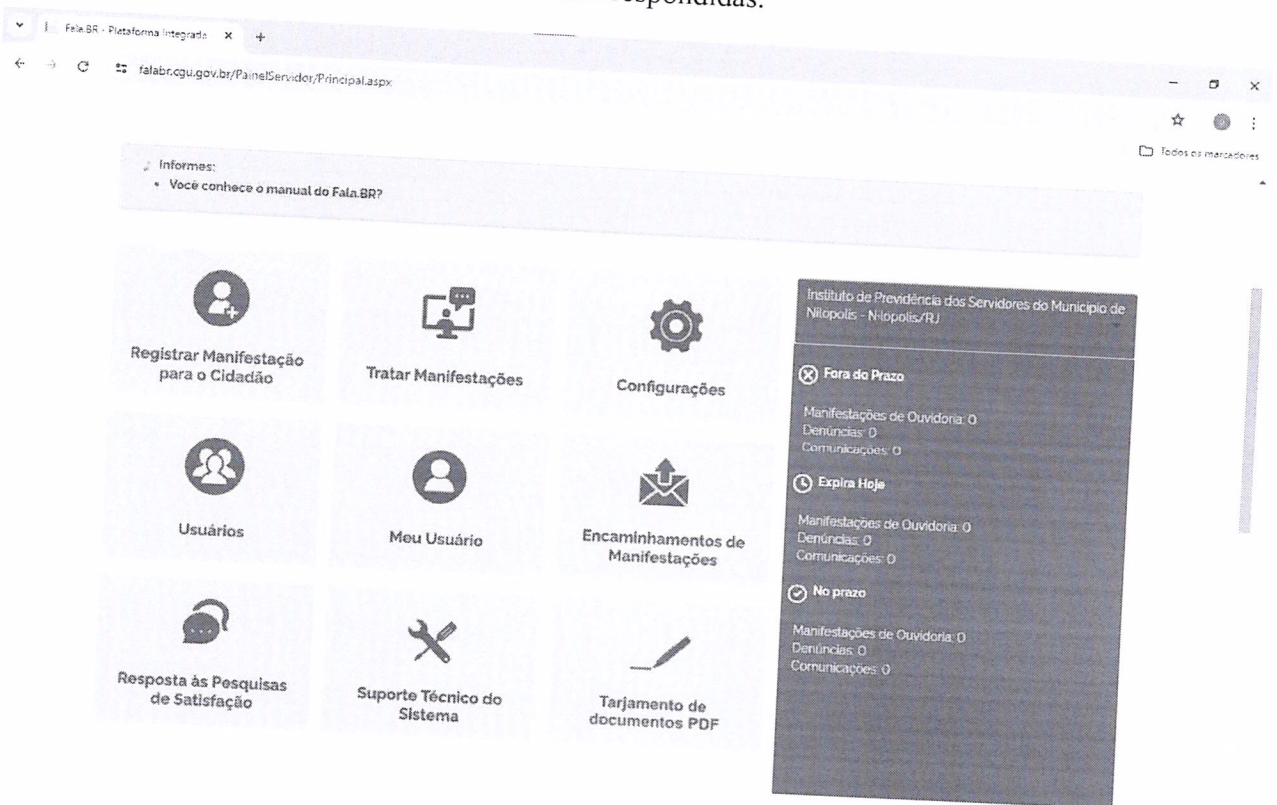 respondidas.
Fala.BR - Plataforma Integrada
falabr.cgu.gov.br/PainelServidor/Principal.aspx
Todos os marcadores
Informes:
• Você conhece o manual do Fala.BR?
Registrar Manifestação
para o Cidadão
Tratar Manifestações
Configurações
Usuários
Meu Usuário
Encaminhamentos de
Manifestações
Resposta às Pesquisas
de Satisfação
Suporte Técnico do
Sistema
Tarjamento de
documentos PDF
Instituto de Previdência dos Servidores do Municipio de
Nilópolis - Nilópolis/RJ
Fora do Prazo
Manifestações de Ouvidoria: 0
Denúncias: 0
Comunicações: 0
Expira Hoje
Manifestações de Ouvidoria: 0
Denúncias: 0
Comunicações: 0
No prazo
Manifestações de Ouvidoria: 0
Denúncias: 0
Comunicações: 0